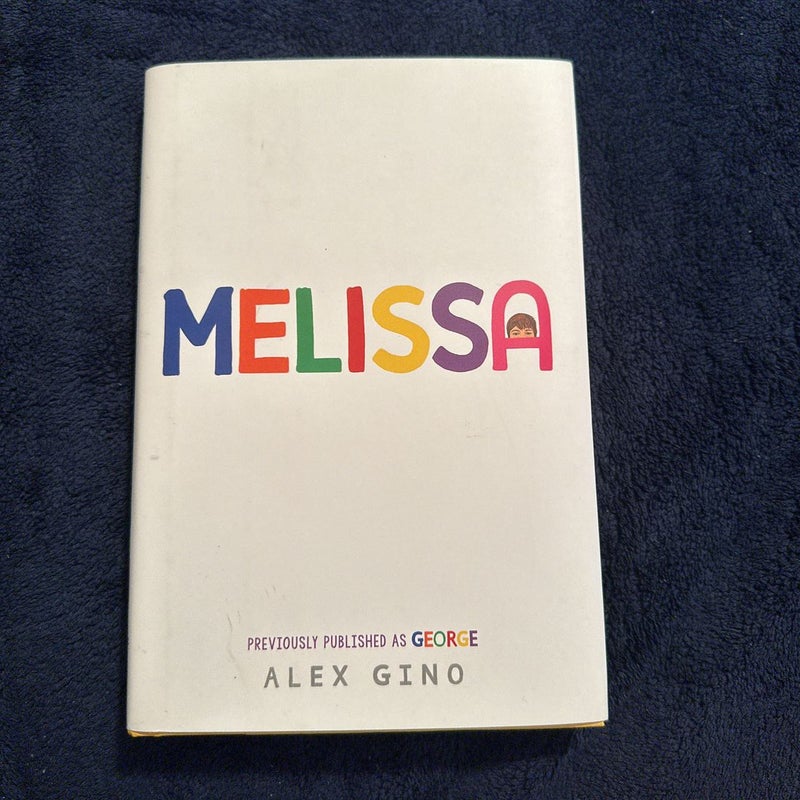 MELISSA
PREVIOUSLY PUBLISHED AS GEORGE
ALEX GINO